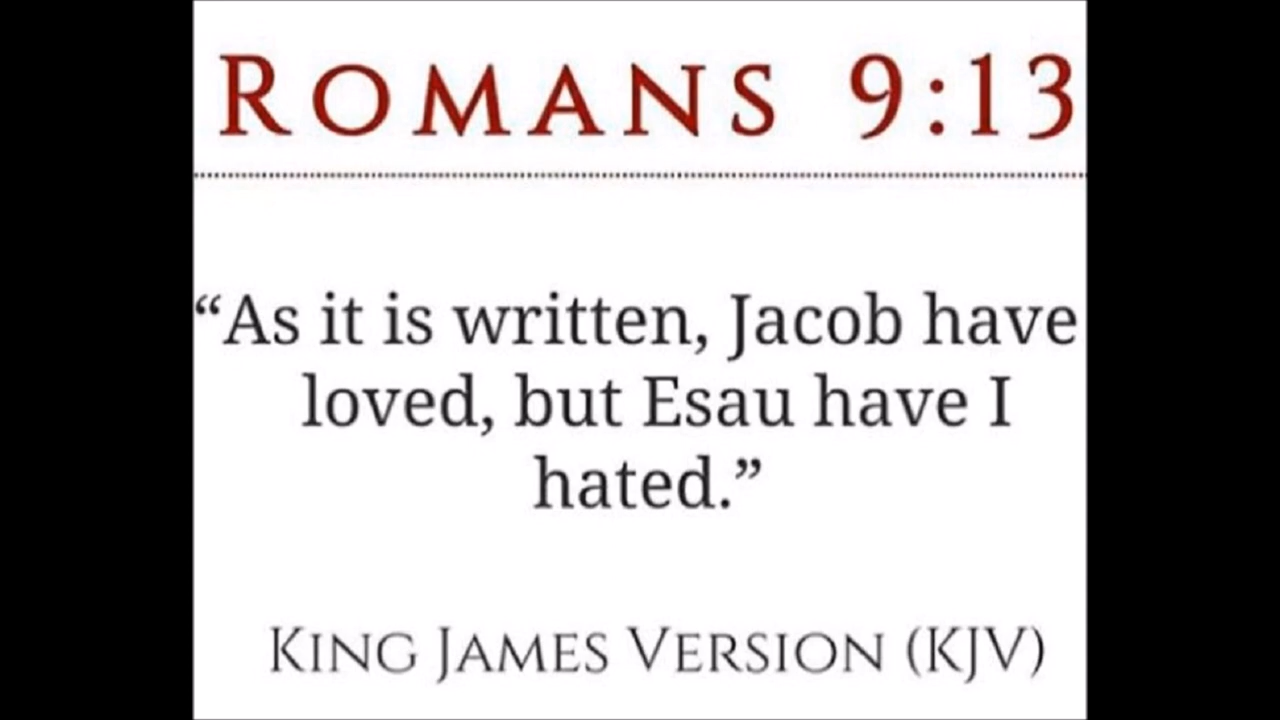 Romans 9:13
“As it is written, Jacob have
loved, but Esau have I
hated.”
King James Version (KJV)